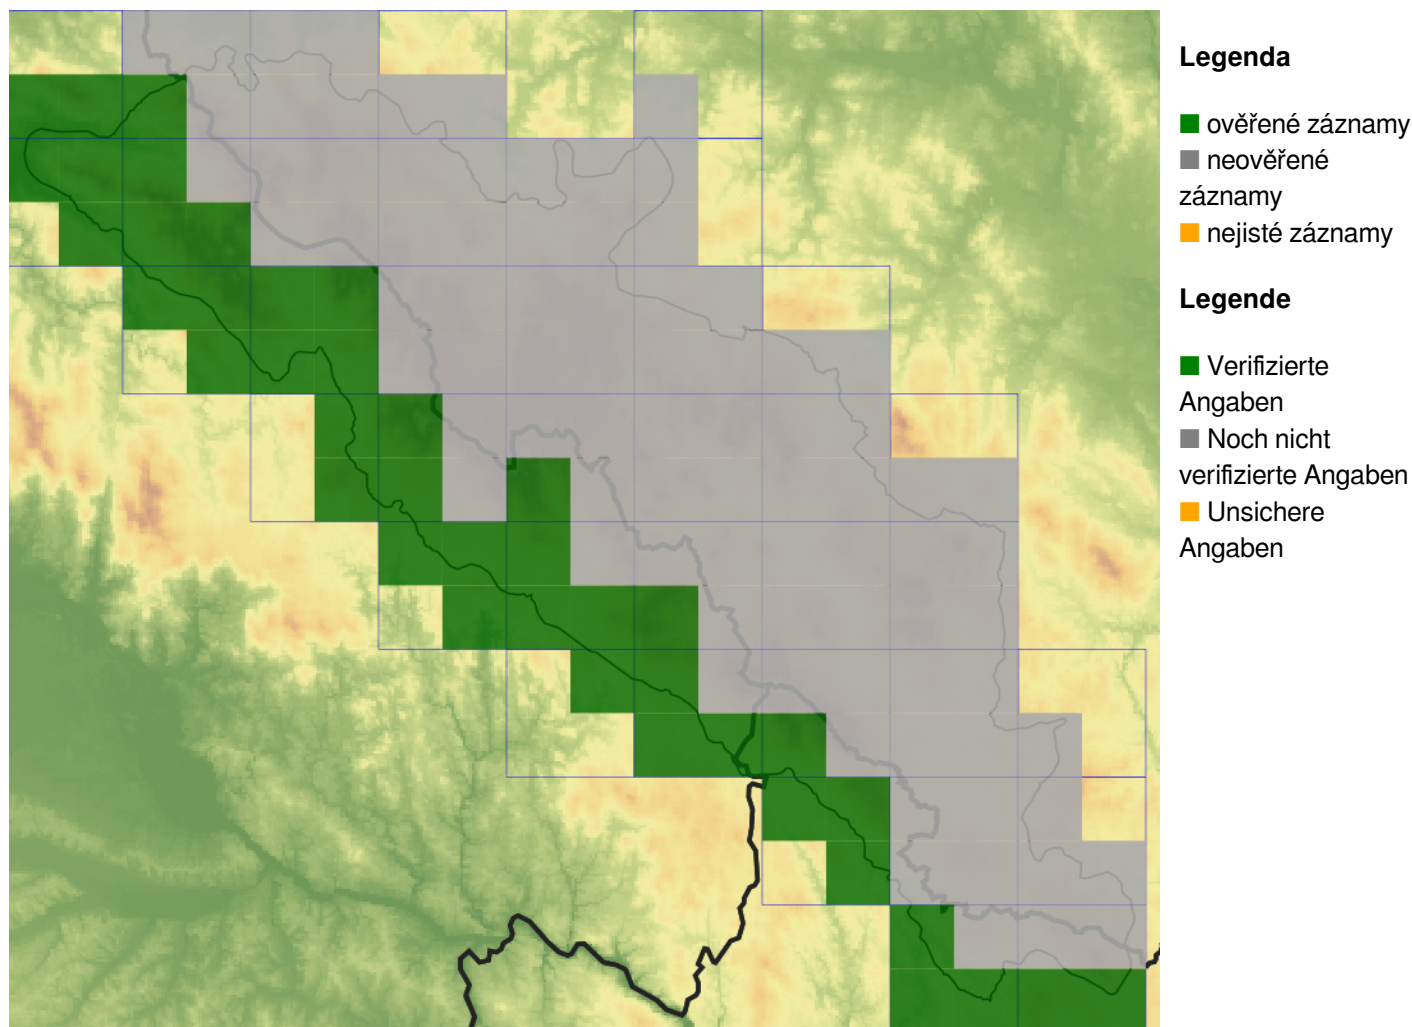 Legenda
ověřené záznamy
neověřené
záznamy
nejisté záznamy
Legende
Verifizierte
Angaben
Noch nicht
verifizierte Angaben
Unsichere
Angaben